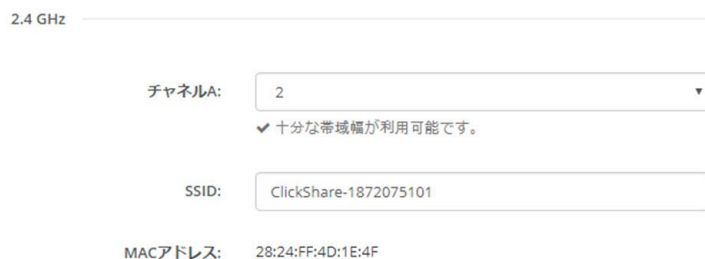 2.4 GHz
チャネルA: 2
✔ 十分な帯域幅が利用可能です。
SSID: ClickShare-1872075101
MACアドレス: 28:24:FF:4D:1E:4F